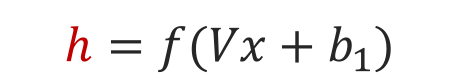 h = f(Vx + b₁)